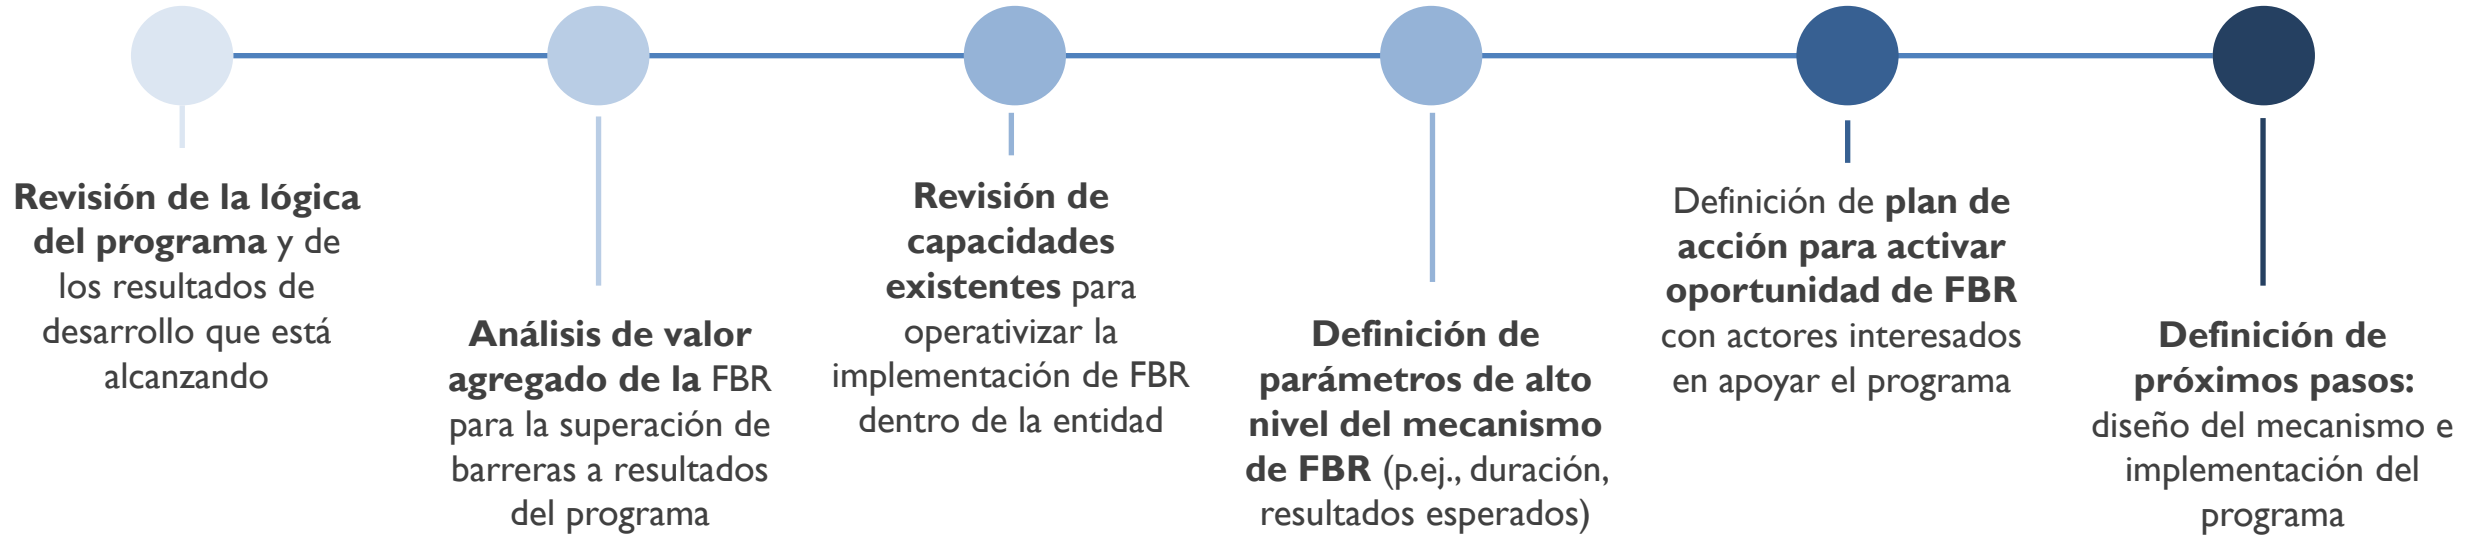 Revisión de la lógica
del programa y de
los resultados de
desarrollo que está
alcanzando
Análisis de valor
agregado de la FBR
para la superación de
barreras a resultados
del programa
Revisión de
capacidades
existentes para
operativizar la
implementación de FBR
dentro de la entidad
Definición de
parámetros de alto
nivel del mecanismo
de FBR (p.ej., duración,
resultados esperados)
Definición de plan de
acción para activar
oportunidad de FBR
con actores interesados
en apoyar el programa
Definición de
próximos pasos:
diseño del mecanismo e
implementación del
programa